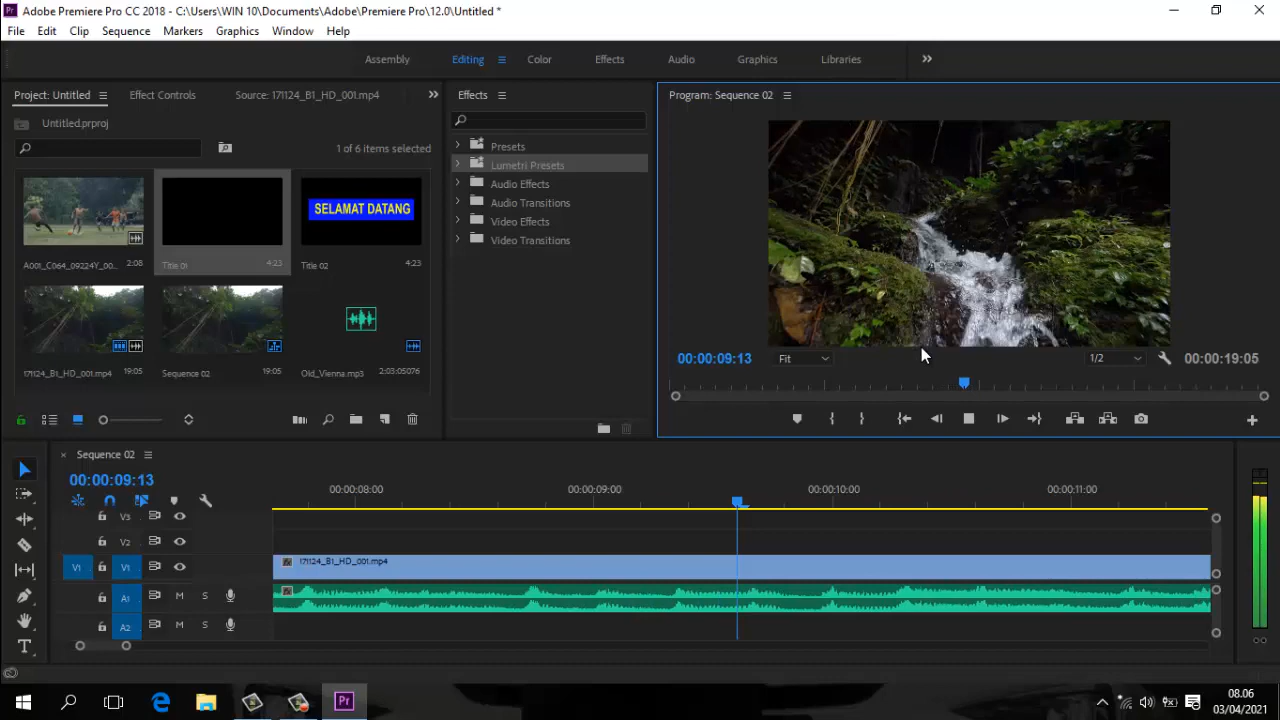 Adobe Premiere Pro CC 2018 - C:\Users\WIN 10\Documents\Adobe\Premiere Pro\12.0\Untitled *
File Edit Clip Sequence Markers Graphics Window Help
Assembly Editing Color Effects Audio Graphics Libraries
Project: Untitled Effect Controls Source: 171124_B1_HD_001.mp4
Untitled.prproj
1 of 6 items selected
SELAMAT DATANG
A001_C064_09224Y_00... 2:08 Title 01 4:23 Title 02 4:23
171124_B1_HD_001.mp4 19:05 Sequence 02 19:05 Old_Vienna.mp3 2:03:05076
Effects
Presets
Lumetri Presets
Audio Effects
Audio Transitions
Video Effects
Video Transitions
Program: Sequence 02
00:00:09:13 Fit 1/2 00:00:19:05
Sequence 02
00:00:09:13
00:00:08:00 00:00:09:00 00:00:10:00 00:00:11:00
V3
V2
V1 V1 171124_B1_HD_001.mp4
A1 M S
A2 M S
Pr
08.06
03/04/2021